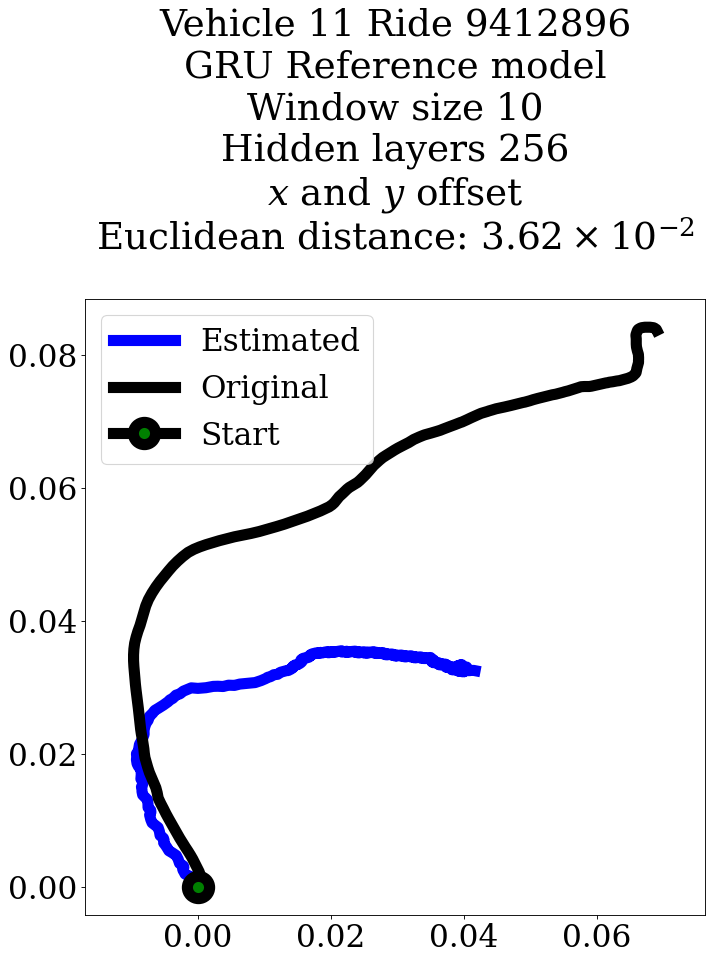 Vehicle 11 Ride 9412896
GRU Reference model
Window size 10
Hidden layers 256
x and y offset
Euclidean distance: 3.62 × 10⁻²
Estimated
Original
Start
0.08
0.06
0.04
0.02
0.00
0.00 0.02 0.04 0.06